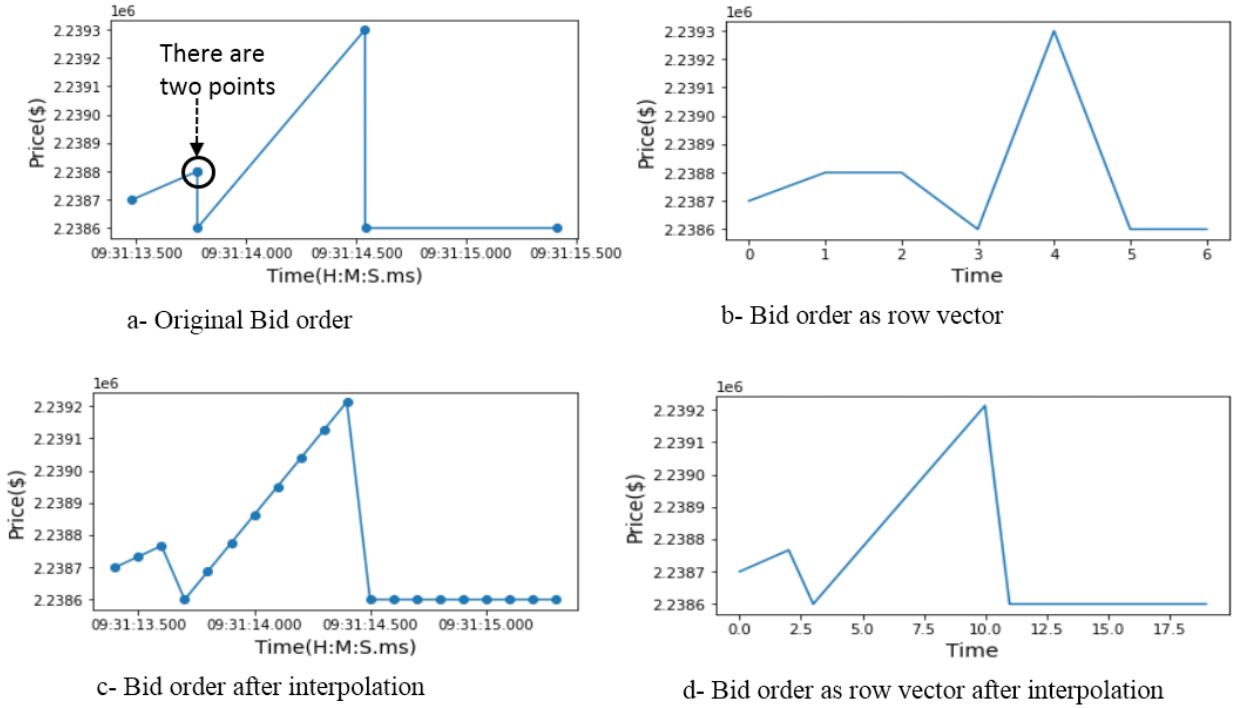 1e6
There are
two points
2.2393
2.2392
2.2391
2.2390
2.2389
2.2388
2.2387
2.2386
Price($)
09:31:13.500 09:31:14.000 09:31:14.500 09:31:15.000 09:31:15.500
Time(H:M:S.ms)
a- Original Bid order
1e6
2.2393
2.2392
2.2391
2.2390
2.2389
2.2388
2.2387
2.2386
Price($)
0 1 2 3 4 5 6
Time
b- Bid order as row vector
1e6
2.2392
2.2391
2.2390
2.2389
2.2388
2.2387
2.2386
Price($)
09:31:13.500 09:31:14.000 09:31:14.500 09:31:15.000
Time(H:M:S.ms)
c- Bid order after interpolation
1e6
2.2392
2.2391
2.2390
2.2389
2.2388
2.2387
2.2386
Price($)
0.0 2.5 5.0 7.5 10.0 12.5 15.0 17.5
Time
d- Bid order as row vector after interpolation